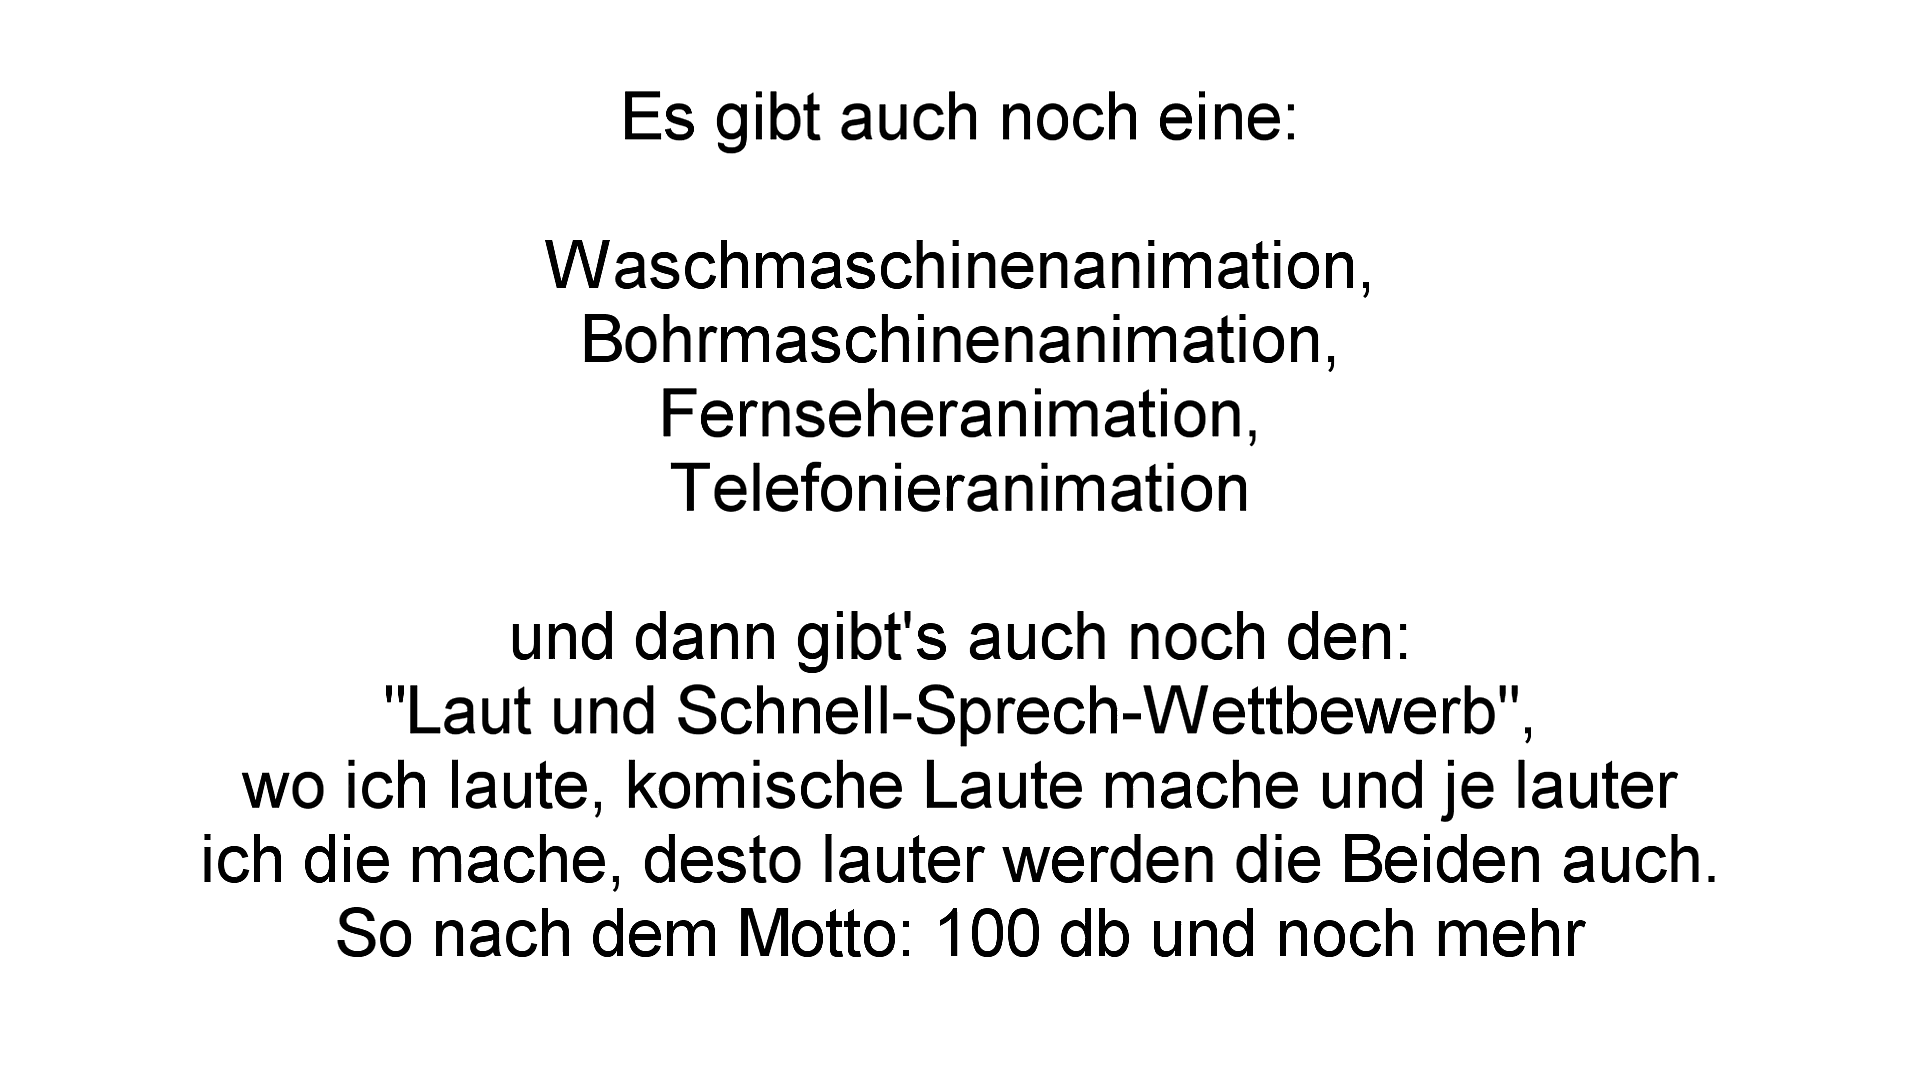 Es gibt auch noch eine:
Waschmaschinenanimation,
Bohrmaschinenanimation,
Fernseheranimation,
Telefonieranimation
und dann gibt's auch noch den:
"Laut und Schnell-Sprech-Wettbewerb",
wo ich laute, komische Laute mache und je lauter
ich die mache, desto lauter werden die Beiden auch.
So nach dem Motto: 100 db und noch mehr